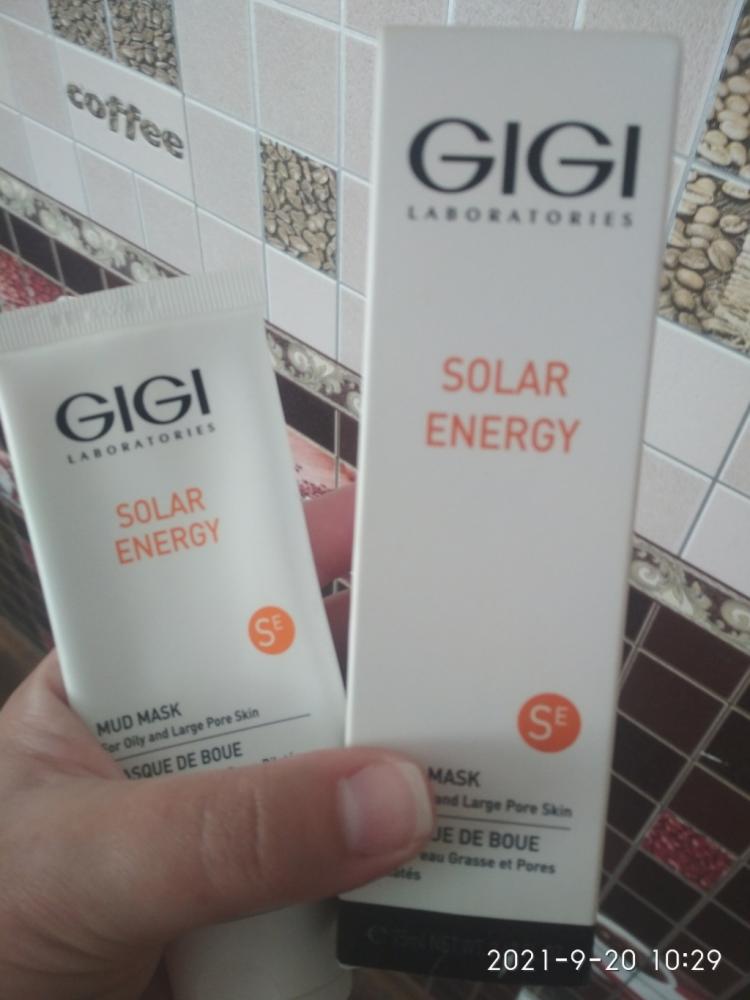 coffee
GIGI
LABORATORIES
SOLAR
ENERGY
SE
MUD MASK
For Oily and Large Pore Skin
ASQUE DE BOUE
GIGI
LABORATORIES
SOLAR
ENERGY
SE
MASK
and Large Pore Skin
UE DE BOUE
eau Grasse et Pores
atés
2021-9-20 10:29